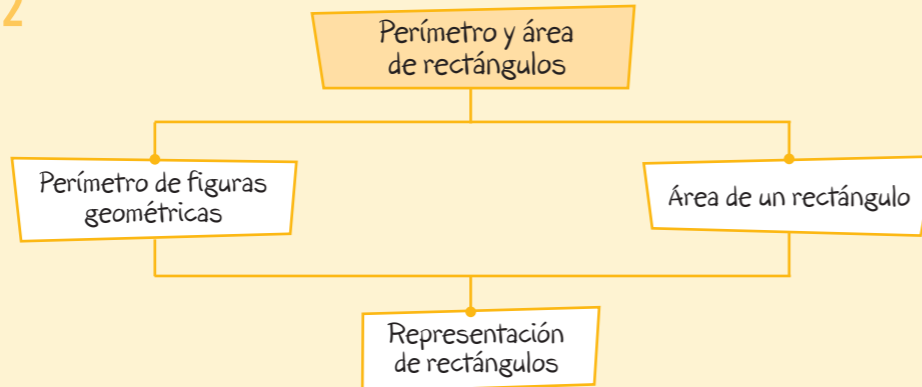 2
Perímetro y área
de rectángulos
Perímetro de figuras
geométricas
Área de un rectángulo
Representación
de rectángulos